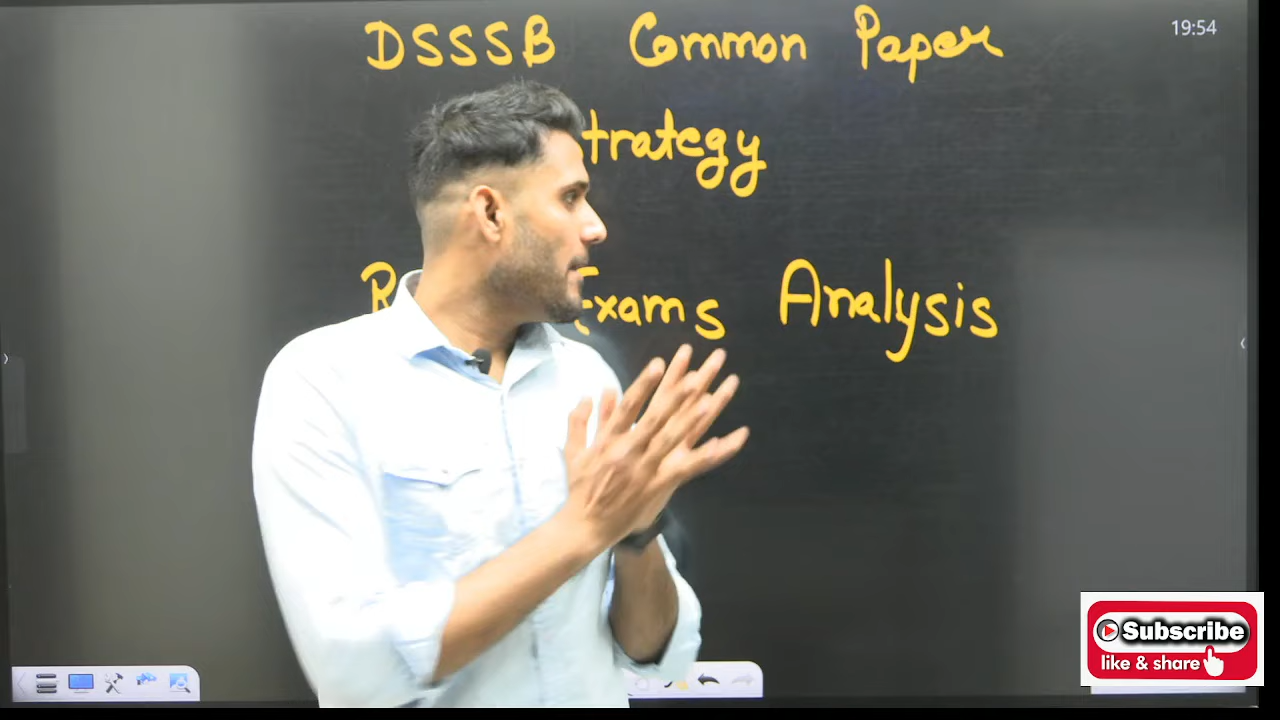 DSSSB Common Paper
19:54
trategy
Exams Analysis
Subscribe
like & share